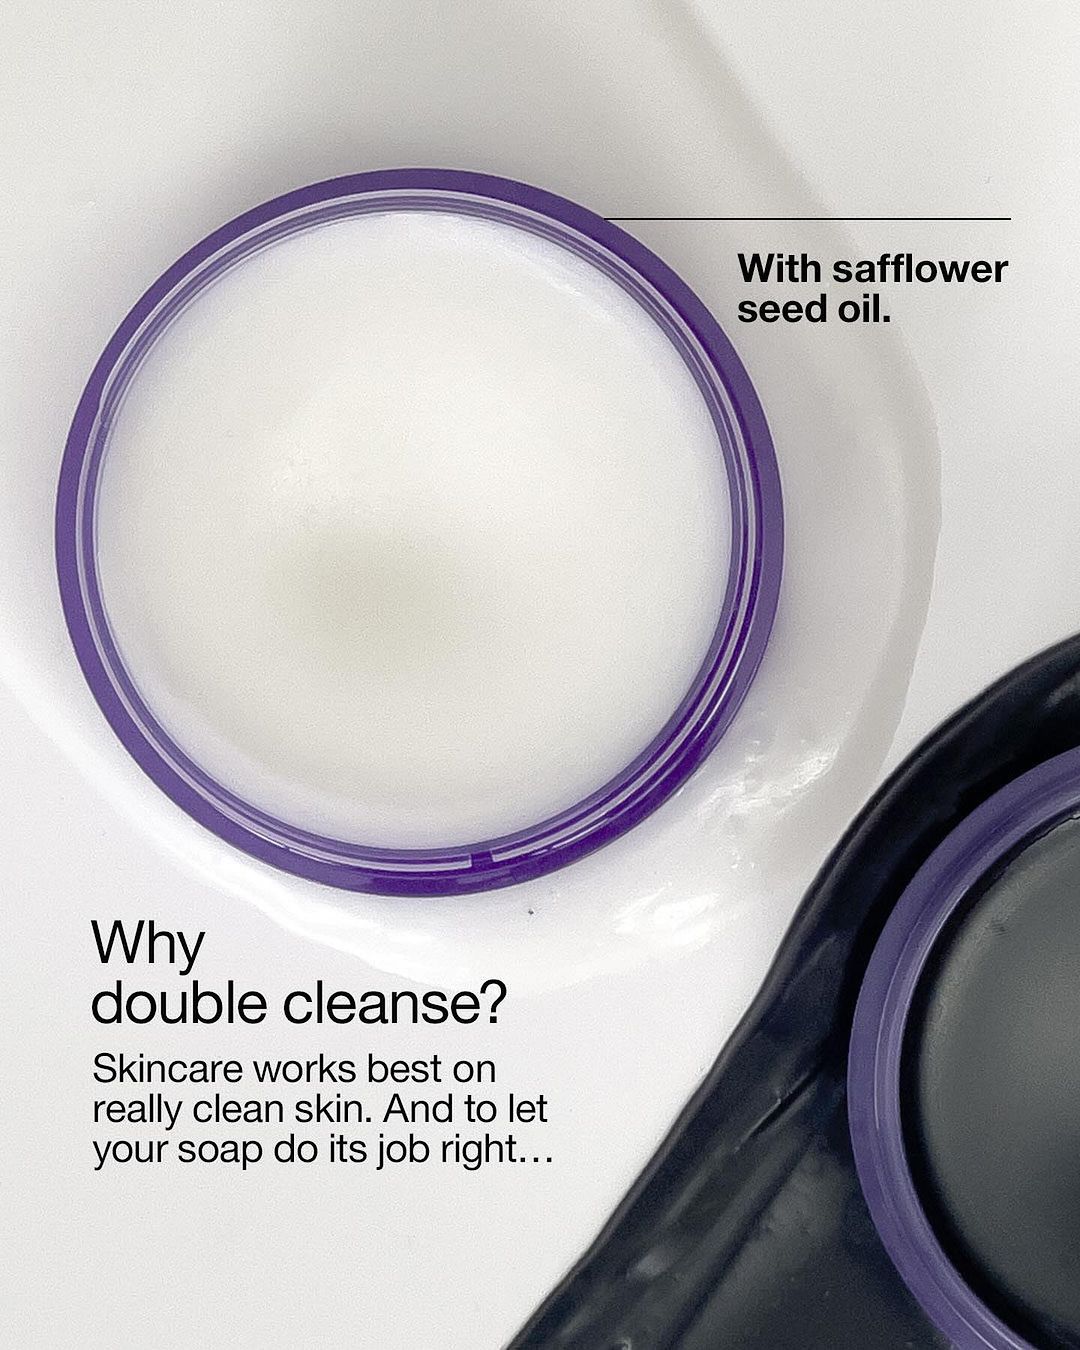 With safflower
seed oil.
Why
double cleanse?
Skincare works best on
really clean skin. And to let
your soap do its job right...